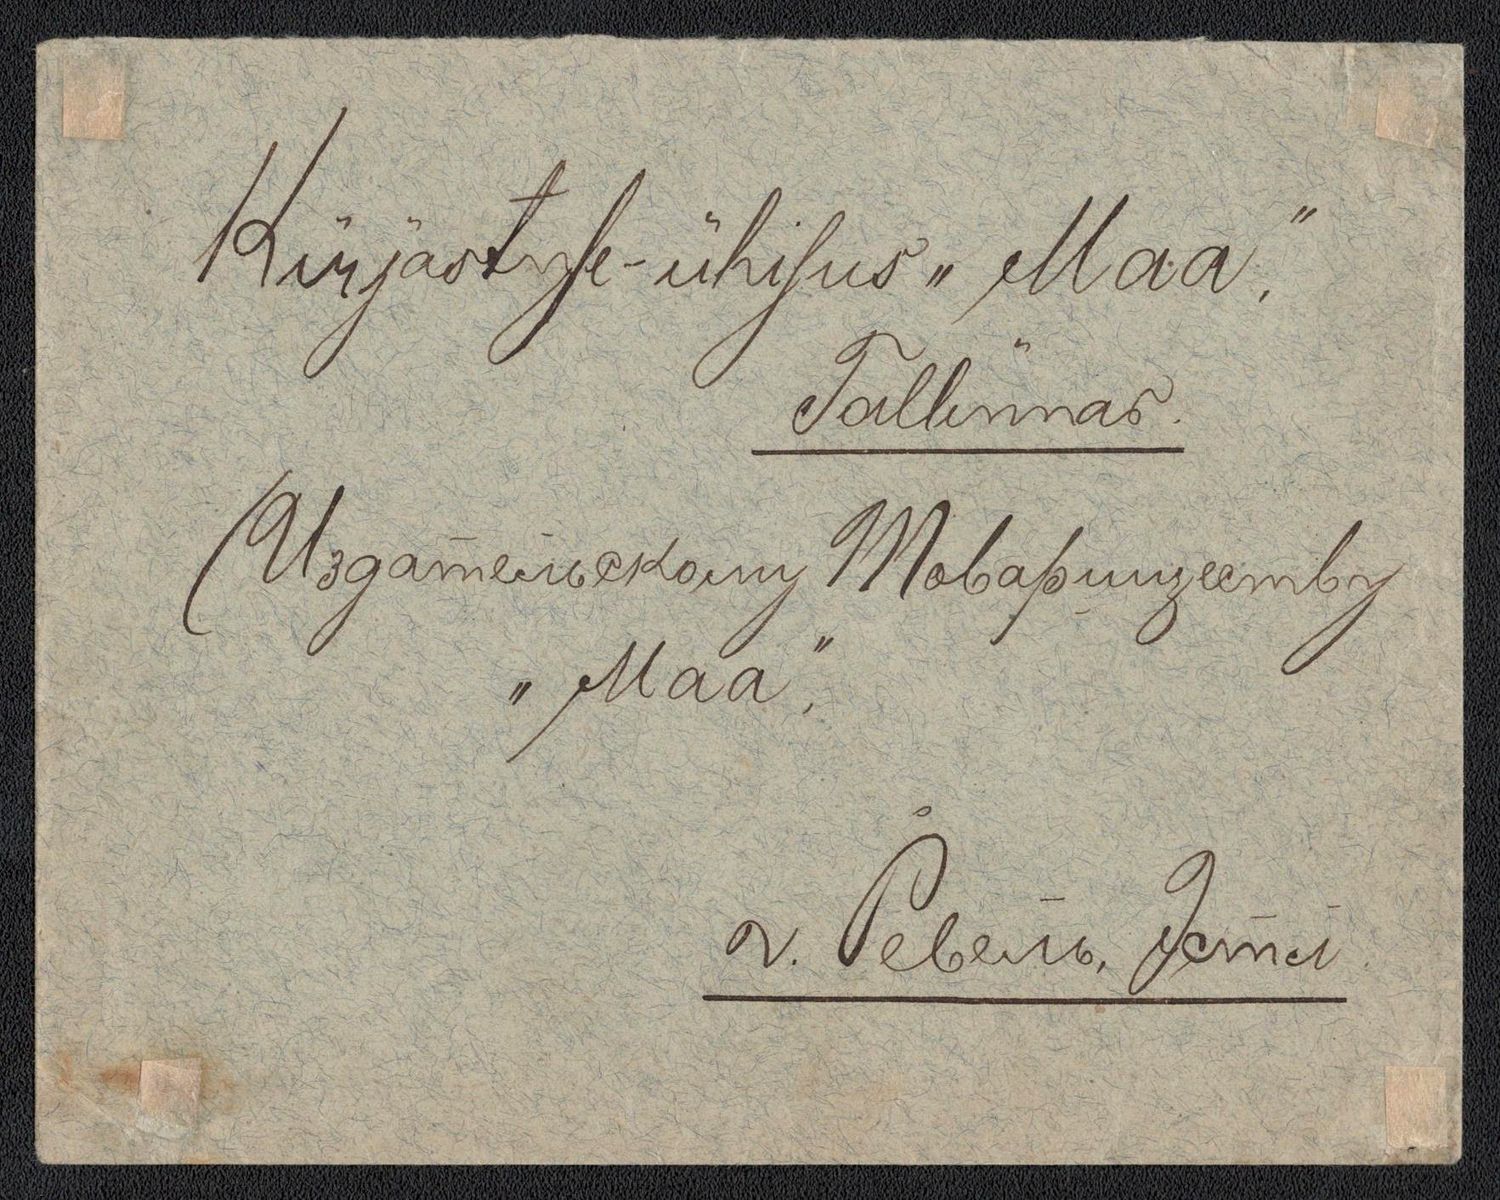 Kirjastuse-ühisus „Maa,"
Tallinnas.
(Издательскому Товариществу
„Маа,"
г. Ревель, Эстл.